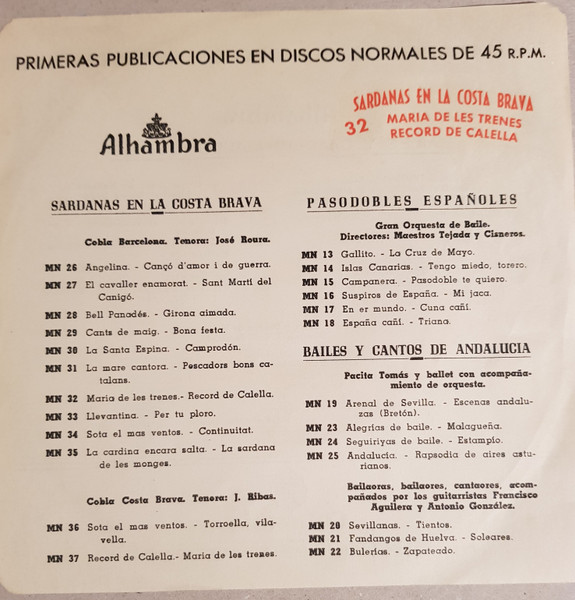 PRIMERAS PUBLICACIONES EN DISCOS NORMALES DE 45 R.P.M.
Alhambra
SARDANAS EN LA COSTA BRAVA
32 MARIA DE LES TRENES
RECORD DE CALELLA
SARDANAS EN LA COSTA BRAVA
Cobla Barcelona. Tenora: José Roura.
MN 26 Angelina. - Cançó d'amor i de guerra.
MN 27 El cavaller enamorat. - Sant Martí del
Canigó.
MN 28 Bell Panadés. - Girona aimada.
MN 29 Cants de maig. - Bona festa.
MN 30 La Santa Espina. - Camprodón.
MN 31 La mare cantora. - Pescadors bons ca-
talans.
MN 32 Maria de les trenes.- Record de Calella.
MN 33 Llevantina. - Per tu ploro.
MN 34 Sota el mas ventos. - Continuitat.
MN 35 La cardina encara salta. - La sardana
de les monges.
Cobla Costa Brava. Tenora: J. Ribas.
MN 36 Sota el mas ventos. - Torroella, vila-
vella.
MN 37 Record de Calella.- Maria de les trenes.
PASODOBLES ESPAÑOLES
Gran Orquesta de Baile.
Directores: Maestros Tejada y Cisneros.
MN 13 Gallito. - La Cruz de Mayo.
MN 14 Islas Canarias. - Tengo miedo, torero.
MN 15 Campanera. - Pasodoble te quiero.
MN 16 Suspiros de España. - Mi jaca.
MN 17 En er mundo. - Cuna cañí.
MN 18 España cañí. - Triana.
BAILES Y CANTOS DE ANDALUCIA
Pacita Tomás y ballet con acompaña-
miento de orquesta.
MN 19 Arenal de Sevilla. - Escenas andalu-
zas (Bretón).
MN 23 Alegrías de baile. - Malagueña.
MN 24 Seguiriyas de baile. - Estampío.
MN 25 Andalucía. - Rapsodia de aires astu-
rianos.
Bailaoras, bailaores, cantaores, acom-
pañados por los guitarristas Francisco
Aguilera y Antonio González.
MN 20 Sevillanas. - Tientos.
MN 21 Fandangos de Huelva. - Soleares.
MN 22 Bulerías. - Zapateado.